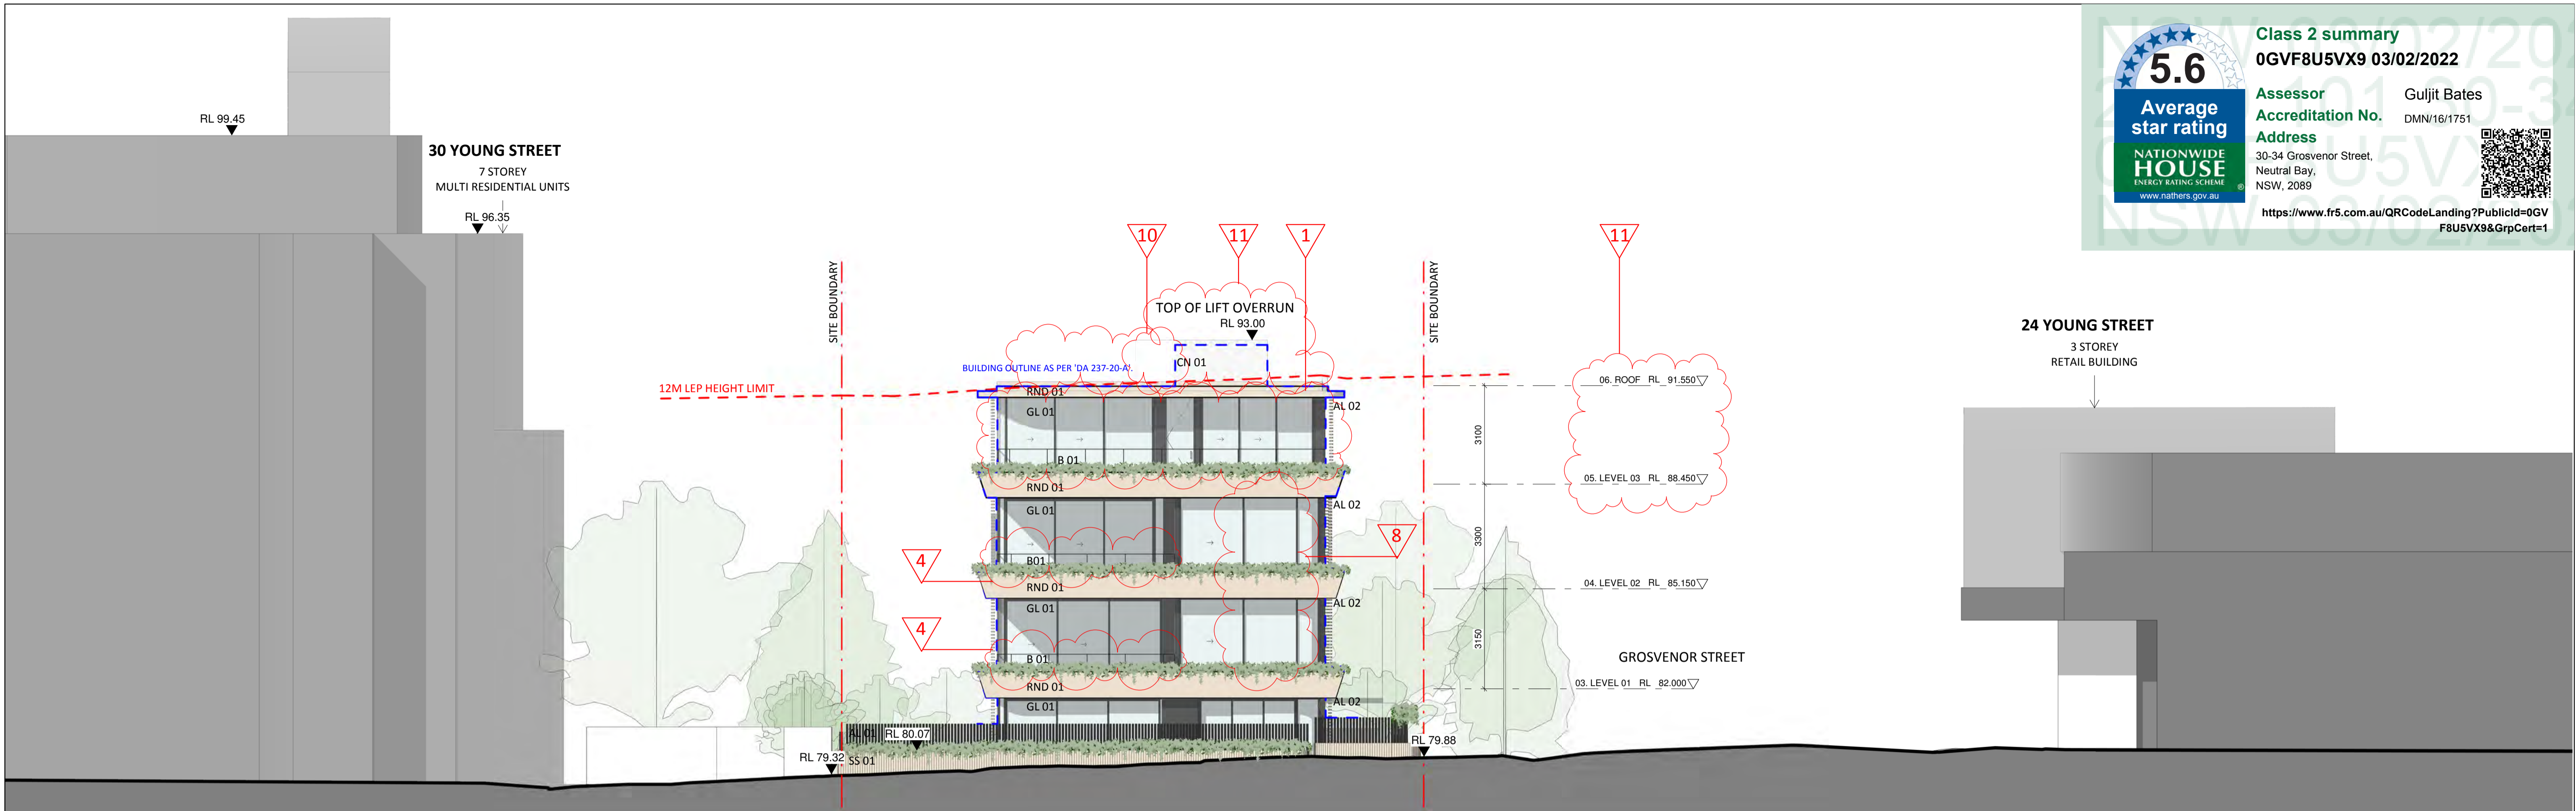 RL 99.45
30 YOUNG STREET
7 STOREY
MULTI RESIDENTIAL UNITS
RL 96.35
SITE BOUNDARY
10
11
1
SITE BOUNDARY
11
TOP OF LIFT OVERRUN
RL 93.00
CN 01
BUILDING OUTLINE AS PER 'DA 237-20-A'.
12M LEP HEIGHT LIMIT
RND 01
GL 01
AL 02
B 01
RND 01
GL 01
AL 02
B01
RND 01
GL 01
AL 02
B 01
RND 01
GL 01
AL 02
4
4
8
AL 01
RL 80.07
RL 79.32
SS 01
RL 79.88
06. ROOF RL 91.550
3100
05. LEVEL 03 RL 88.450
3300
04. LEVEL 02 RL 85.150
3150
GROSVENOR STREET
03. LEVEL 01 RL 82.000
24 YOUNG STREET
3 STOREY
RETAIL BUILDING
5.6
Average
star rating
NATIONWIDE
HOUSE
ENERGY RATING SCHEME ®
www.nathers.gov.au
Class 2 summary
0GVF8U5VX9 03/02/2022
Assessor Guljit Bates
Accreditation No. DMN/16/1751
Address
30-34 Grosvenor Street,
Neutral Bay,
NSW, 2089
https://www.fr5.com.au/QRCodeLanding?PublicId=0GV
F8U5VX9&GrpCert=1